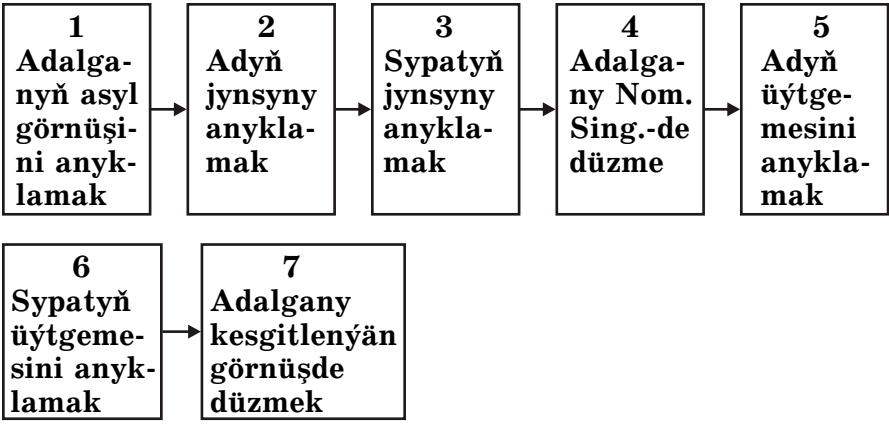 1
Adalga-
nyň asyl
görnüşi-
ni anyk-
lamak
2
Adyň
jynsyny
anykla-
mak
3
Sypatyň
jynsyny
anykla-
mak
4
Adalga-
ny Nom.
Sing.-de
düzme
5
Adyň
üýtge-
mesini
anykla-
mak
6
Sypatyň
üýtgeme-
sini anyk-
lamak
7
Adalgany
kesgitlenýän
görnüşde
düzmek